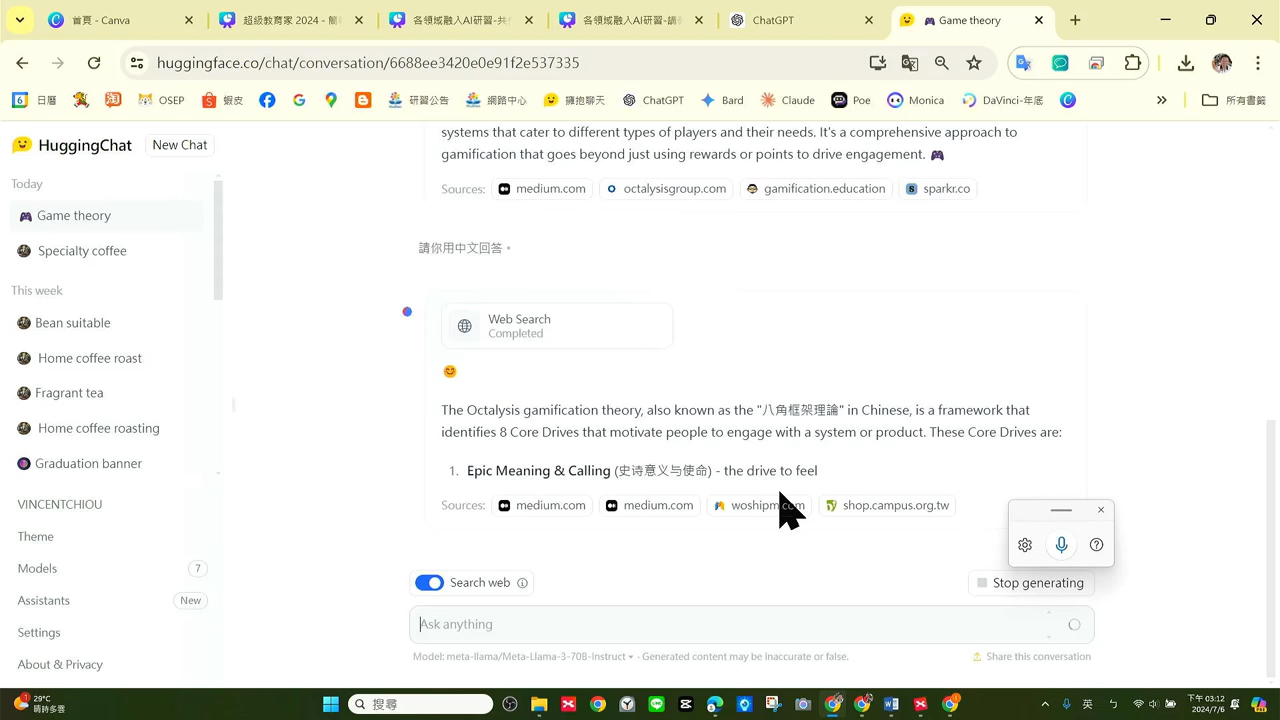 首頁 - Canva
超級教育家 2024 - 簡
各領域融入AI研習-共
各領域融入AI研習-講
ChatGPT
Game theory
huggingface.co/chat/conversation/6688ee3420e0e91f2e537335
日曆
淘
OSEP
蝦皮
研習公告
網路中心
擁抱聊天
ChatGPT
Bard
Claude
Poe
Monica
DaVinci-年底
所有書籤
HuggingChat
New Chat
Today
Game theory
Specialty coffee
This week
Bean suitable
Home coffee roast
Fragrant tea
Home coffee roasting
Graduation banner
VINCENTCHIOU
Theme
Models 7
Assistants New
Settings
About & Privacy
systems that cater to different types of players and their needs. It's a comprehensive approach to
gamification that goes beyond just using rewards or points to drive engagement. 🎮
Sources: medium.com octalysisgroup.com gamification.education sparkr.co
請你用中文回答。
Web Search
Completed
😊
The Octalysis gamification theory, also known as the "八角框架理論" in Chinese, is a framework that
identifies 8 Core Drives that motivate people to engage with a system or product. These Core Drives are:
1. Epic Meaning & Calling (史诗意义与使命) - the drive to feel
Sources: medium.com medium.com woshipm.com shop.campus.org.tw
Search web
Stop generating
Ask anything
Model: meta-llama/Meta-Llama-3-70B-Instruct · Generated content may be inaccurate or false.
Share this conversation
29°C
晴時多雲
搜尋
英
下午 03:12
2024/7/6